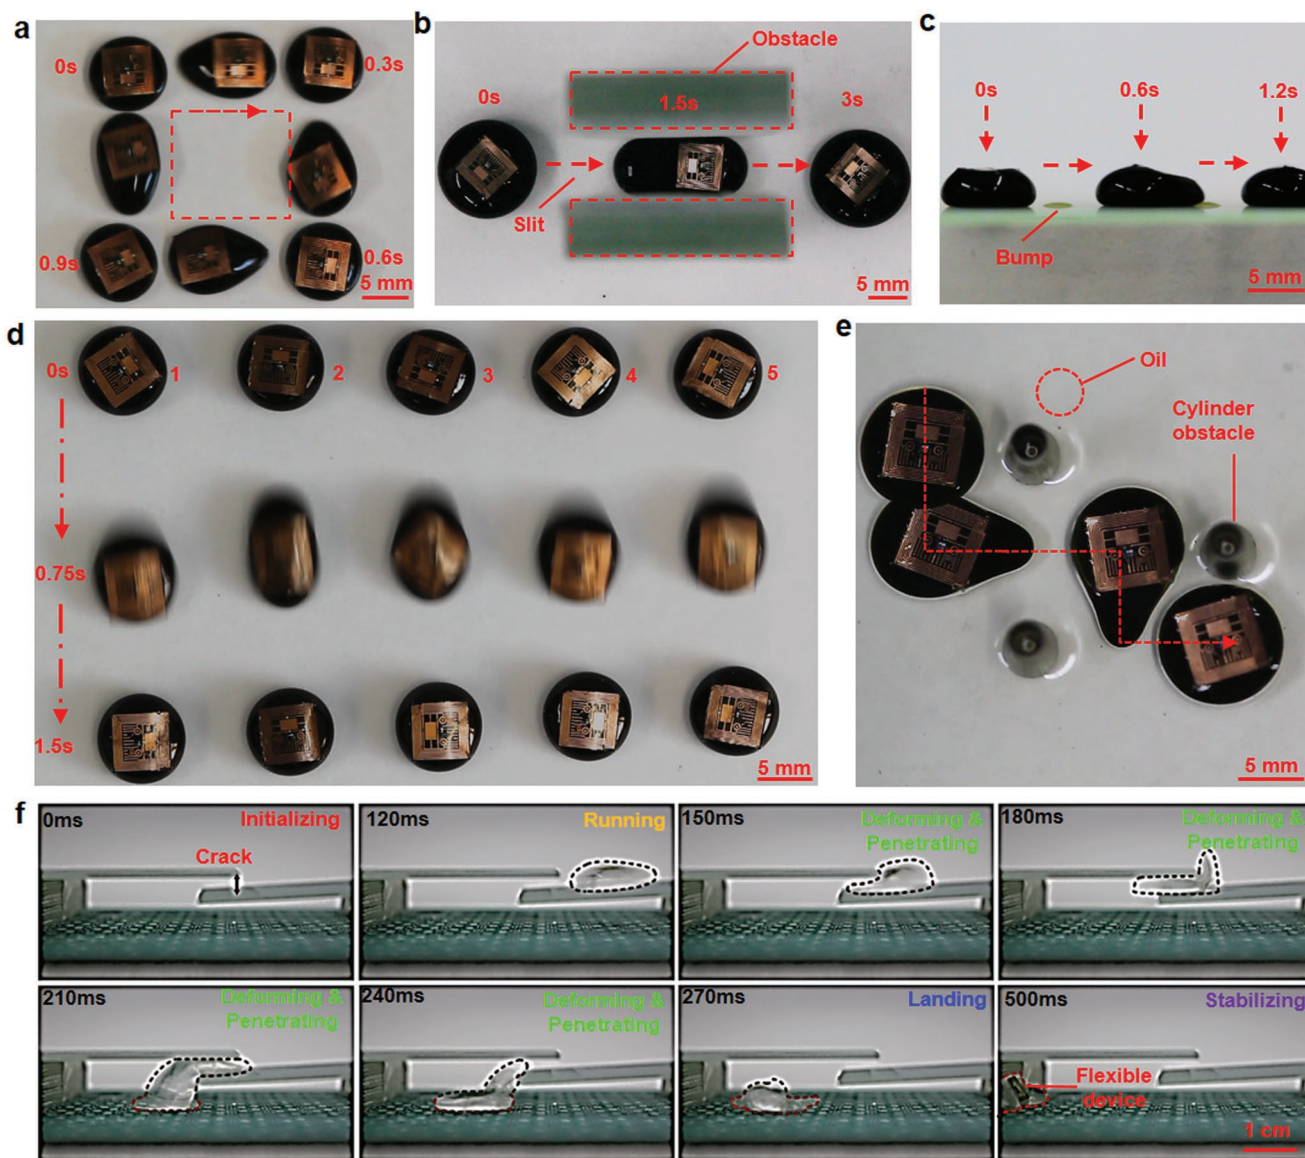 a
0s
0.3s
0.9s
0.6s
5 mm
b
Obstacle
0s
1.5s
3s
Slit
5 mm
c
0s
0.6s
1.2s
Bump
5 mm
d
0s
1
2
3
4
5
0.75s
1.5s
5 mm
e
Oil
Cylinder
obstacle
5 mm
f
0ms
Initializing
Crack
120ms
Running
150ms
Deforming &
Penetrating
180ms
Deforming &
Penetrating
210ms
Deforming &
Penetrating
240ms
Deforming &
Penetrating
270ms
Landing
500ms
Stabilizing
Flexible
device
1 cm